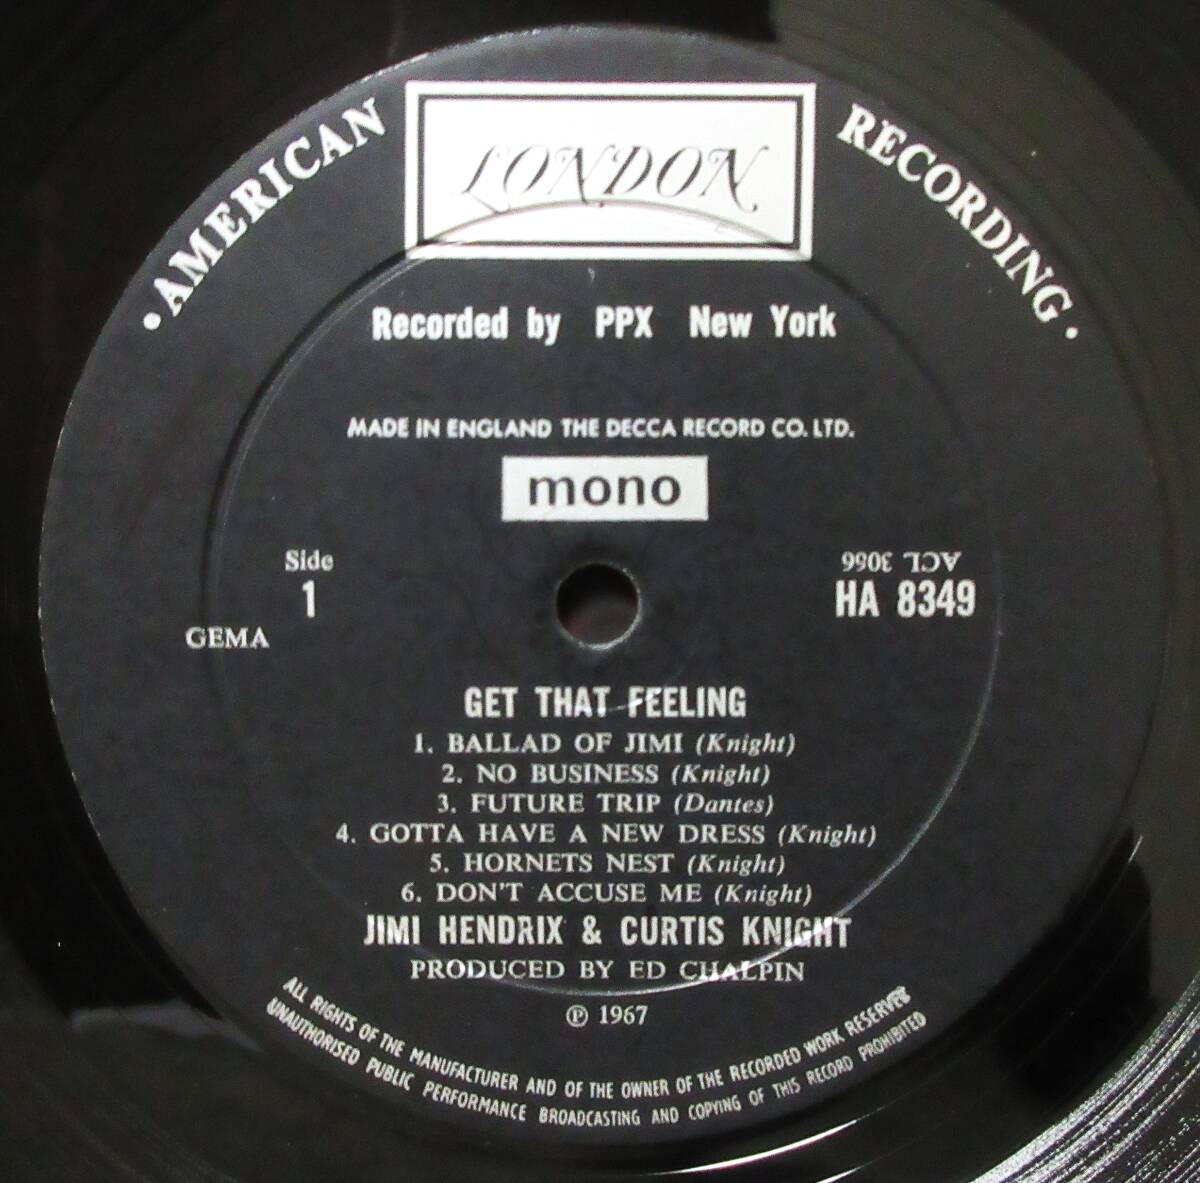 · AMERICAN RECORDING ·
LONDON
Recorded by PPX New York
MADE IN ENGLAND THE DECCA RECORD CO. LTD.
mono
Side
1
GEMA
ACL 3056
HA 8349
GET THAT FEELING
1. BALLAD OF JIMI (Knight)
2. NO BUSINESS (Knight)
3. FUTURE TRIP (Dantes)
4. GOTTA HAVE A NEW DRESS (Knight)
5. HORNETS NEST (Knight)
6. DON'T ACCUSE ME (Knight)
JIMI HENDRIX & CURTIS KNIGHT
PRODUCED BY ED CHALPIN
℗ 1967
ALL RIGHTS OF THE MANUFACTURER AND OF THE OWNER OF THE RECORDED WORK RESERVED
UNAUTHORISED PUBLIC PERFORMANCE BROADCASTING AND COPYING OF THIS RECORD PROHIBITED